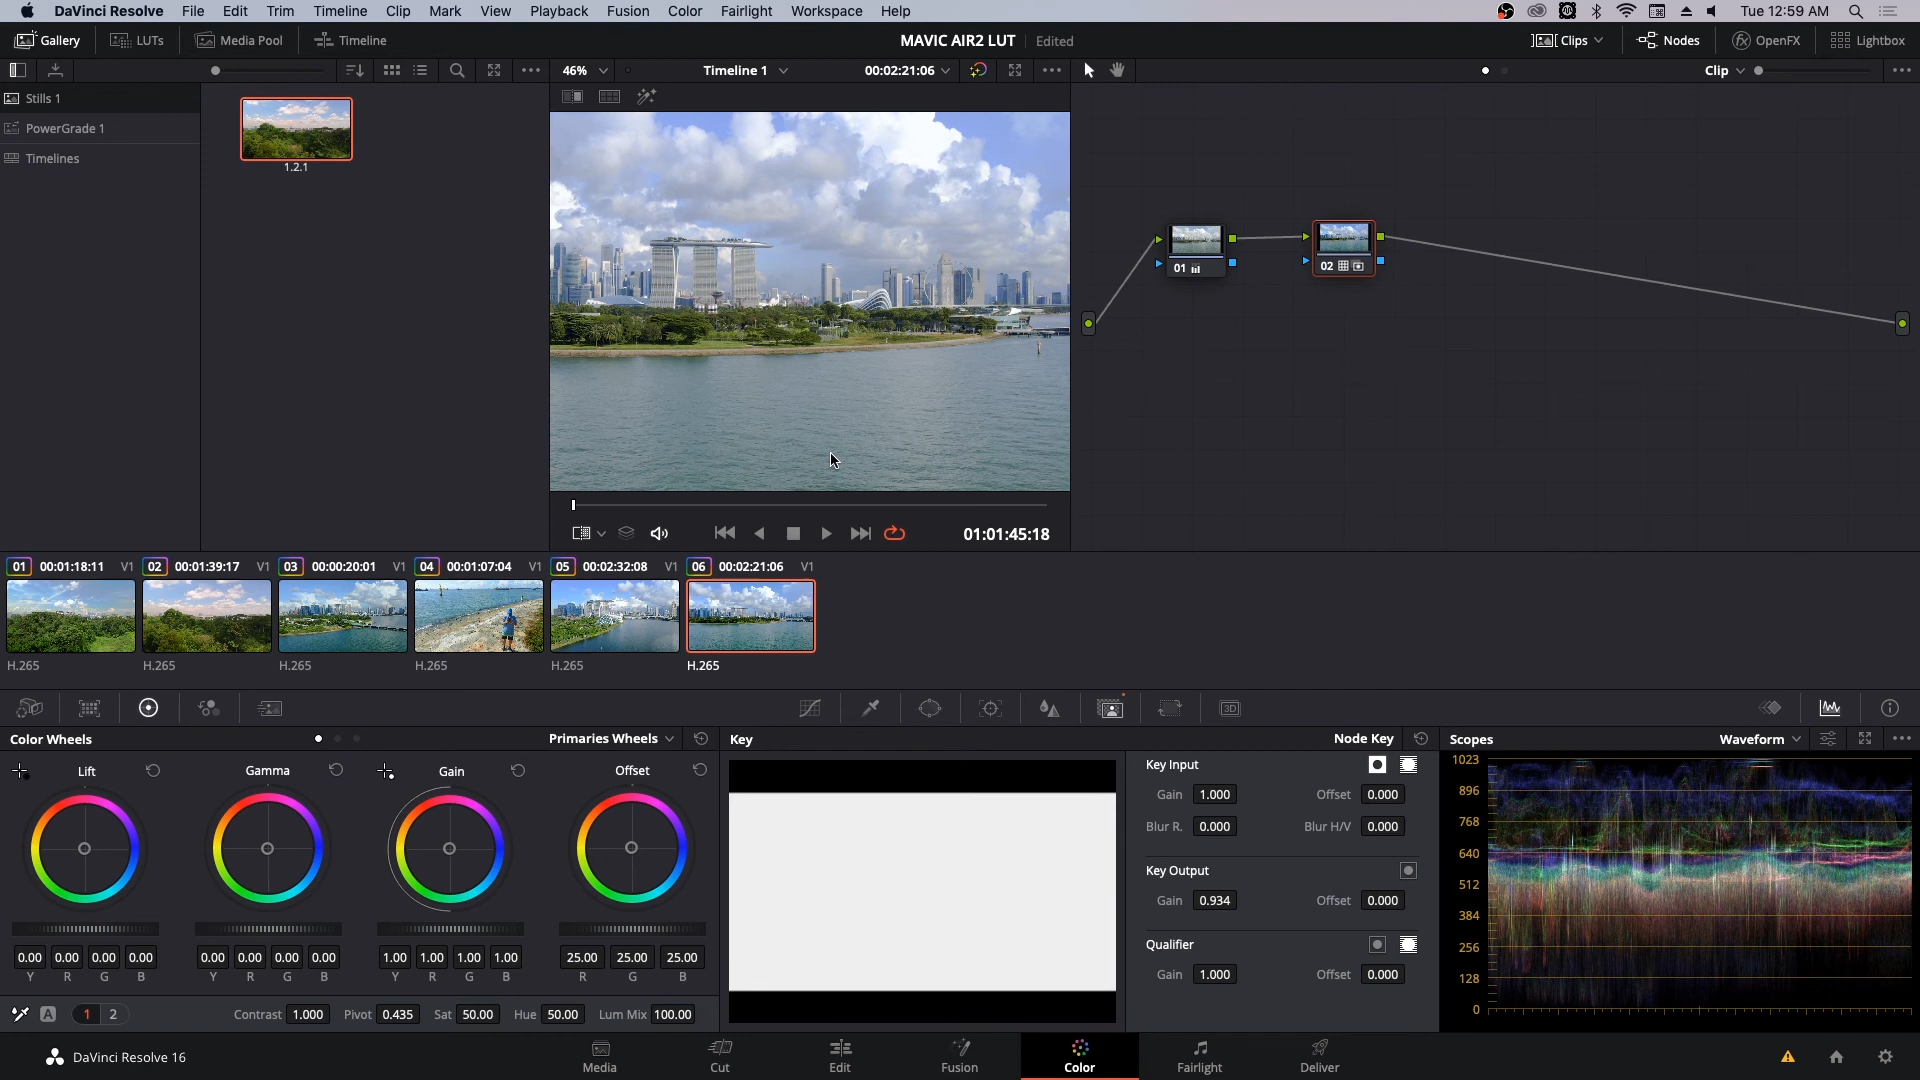 DaVinci Resolve File Edit Trim Timeline Clip Mark View Playback Fusion Color Fairlight Workspace Help Tue 12:59 AM
Gallery LUTs Media Pool Timeline MAVIC AIR2 LUT Edited Clips Nodes OpenFX Lightbox
46% Timeline 1 00:02:21:06 Clip
Stills 1
PowerGrade 1
Timelines
1.2.1
01
02
01:01:45:18
01 00:01:18:11 V1 02 00:01:39:17 V1 03 00:00:20:01 V1 04 00:01:07:04 V1 05 00:02:32:08 V1 06 00:02:21:06 V1
H.265 H.265 H.265 H.265 H.265 H.265
3D
Color Wheels Primaries Wheels
Lift Gamma Gain Offset
0.00 0.00 0.00 0.00 0.00 0.00 0.00 0.00 1.00 1.00 1.00 1.00 25.00 25.00 25.00
Y R G B Y R G B Y R G B R G B
A 1 2 Contrast 1.000 Pivot 0.435 Sat 50.00 Hue 50.00 Lum Mix 100.00
Key Node Key
Key Input
Gain 1.000 Offset 0.000
Blur R. 0.000 Blur H/V 0.000
Key Output
Gain 0.934 Offset 0.000
Qualifier
Gain 1.000 Offset 0.000
Scopes Waveform
1023
896
768
640
512
384
256
128
0
DaVinci Resolve 16 Media Cut Edit Fusion Color Fairlight Deliver